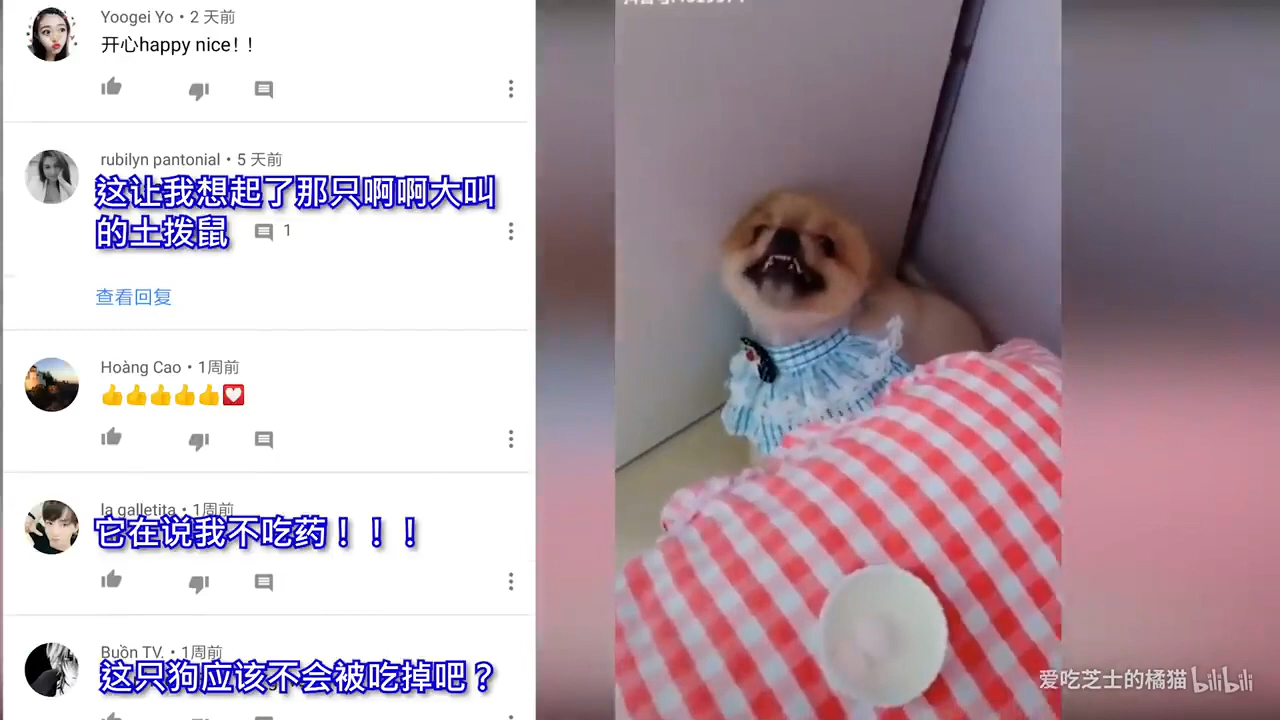 Yoogei Yo • 2 天前
开心happy nice！！
rubilyn pantonial • 5 天前
这让我想起了那只啊啊大叫
的土拨鼠
1
查看回复
Hoàng Cao • 1周前
👍👍👍👍👍💟
la galletita • 1周前
它在说我不吃药！！！
Buồn TV. • 1周前
这只狗应该不会被吃掉吧？
爱吃芝士的橘猫 bilibili